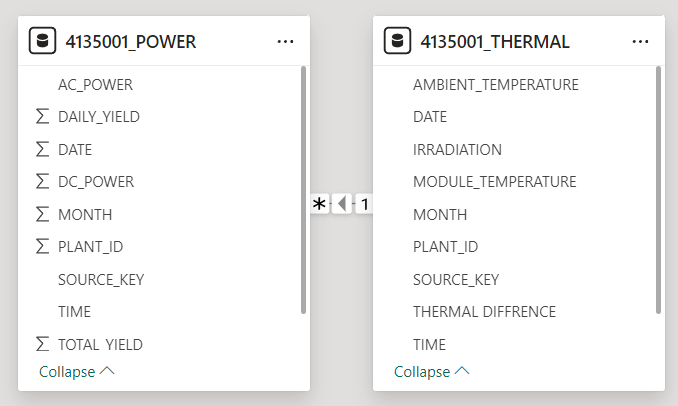 4135001_POWER
AC_POWER
DAILY_YIELD
DATE
DC_POWER
MONTH
PLANT_ID
SOURCE_KEY
TIME
TOTAL_YIELD
Collapse
* 1
4135001_THERMAL
AMBIENT_TEMPERATURE
DATE
IRRADIATION
MODULE_TEMPERATURE
MONTH
PLANT_ID
SOURCE_KEY
THERMAL DIFFRENCE
TIME
Collapse